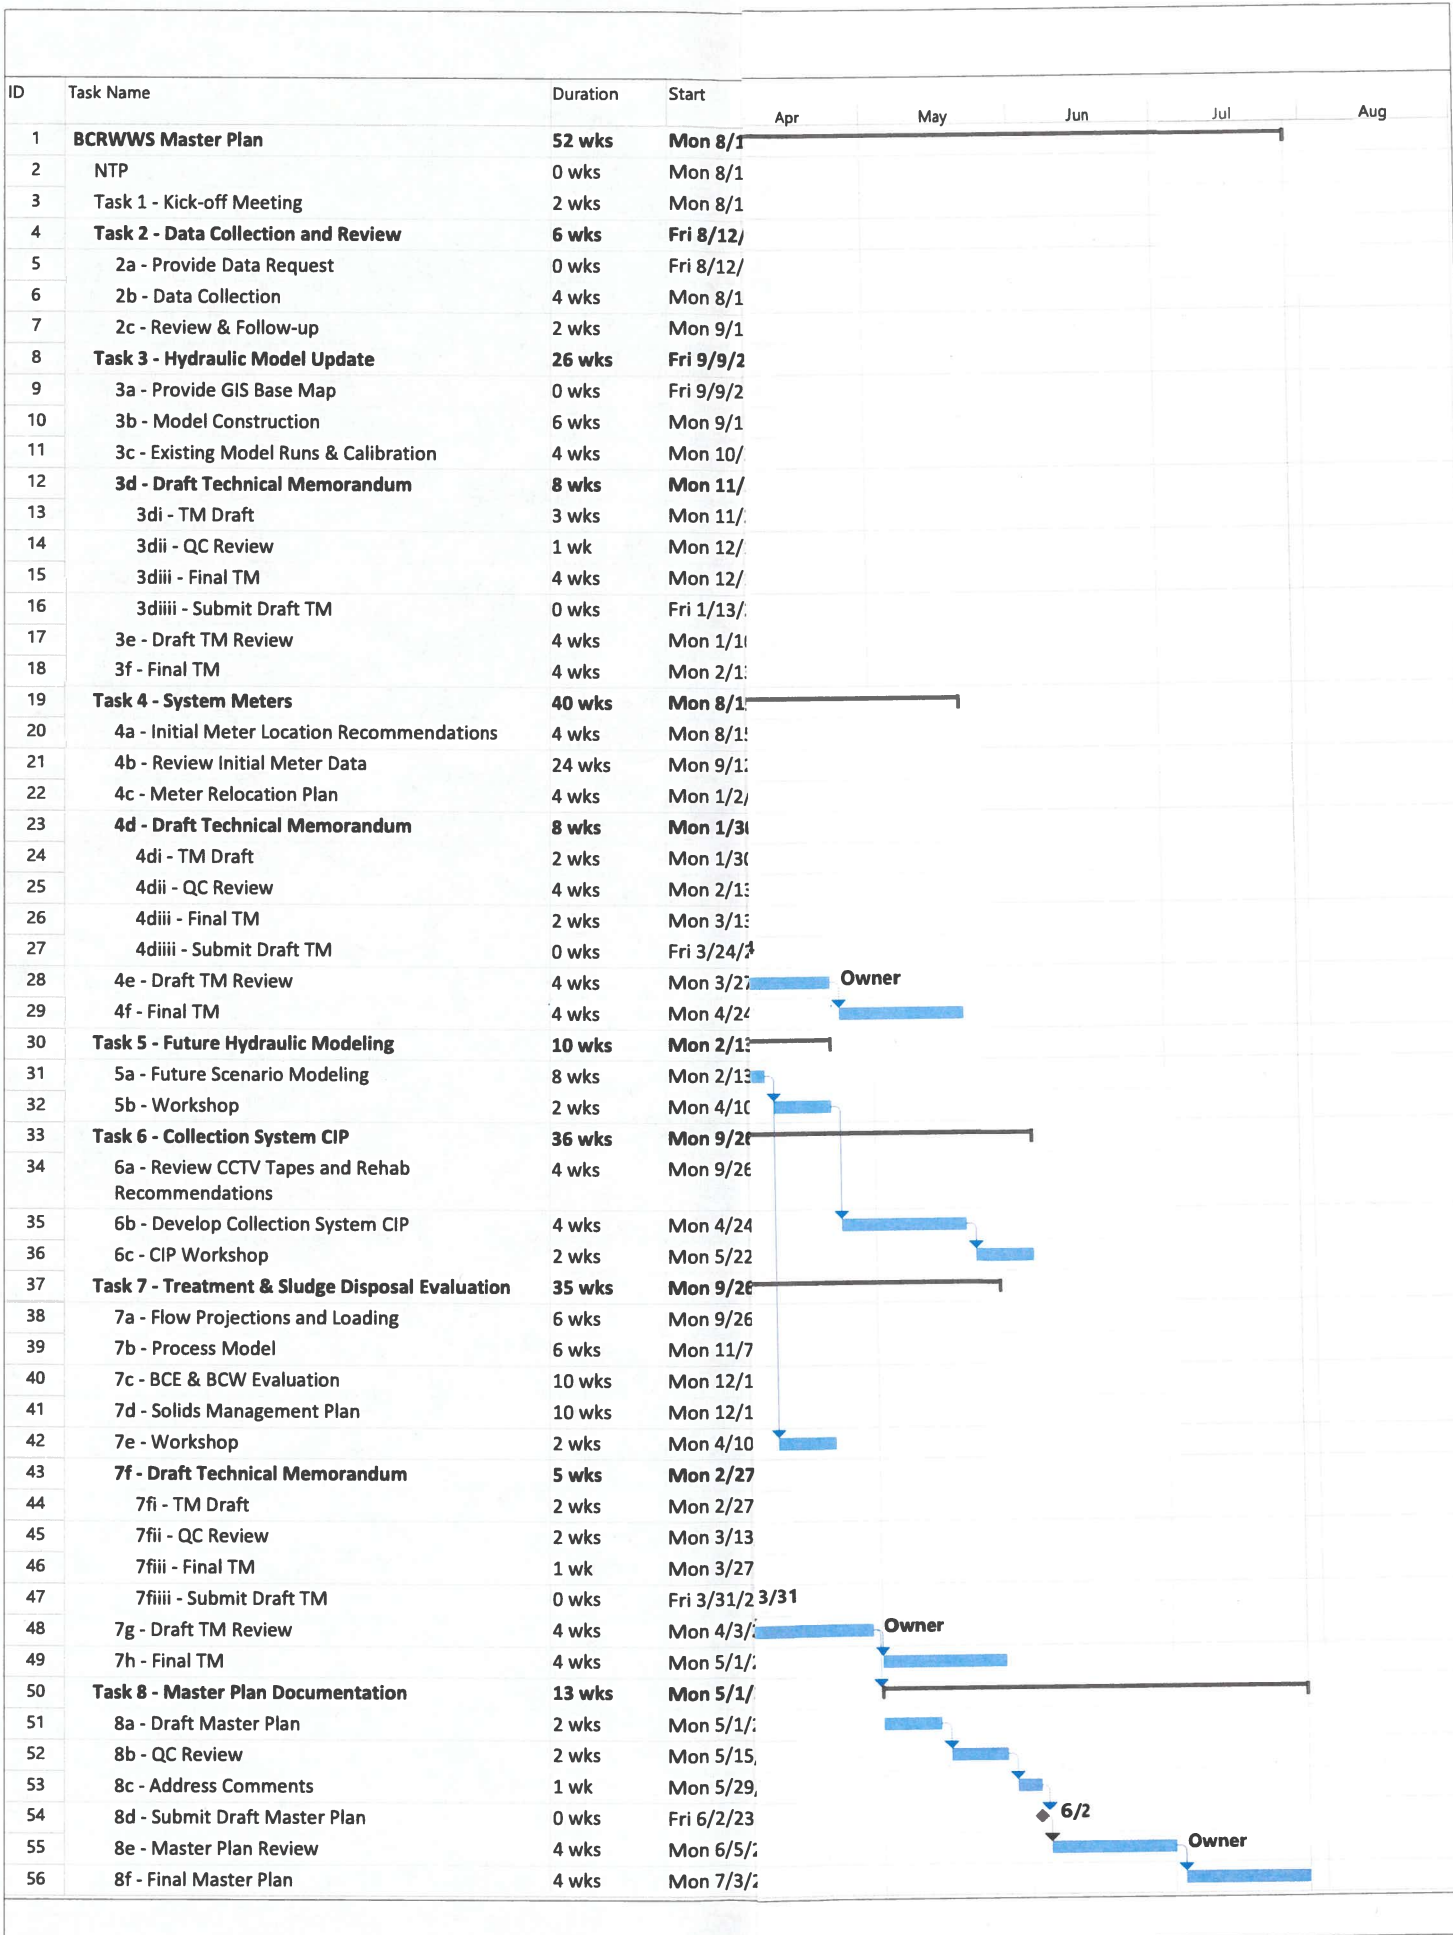 ID Task Name Duration Start
Apr May Jun Jul Aug
1 BCRWWS Master Plan 52 wks Mon 8/1
2 NTP 0 wks Mon 8/1
3 Task 1 - Kick-off Meeting 2 wks Mon 8/1
4 Task 2 - Data Collection and Review 6 wks Fri 8/12/
5 2a - Provide Data Request 0 wks Fri 8/12/
6 2b - Data Collection 4 wks Mon 8/1
7 2c - Review & Follow-up 2 wks Mon 9/1
8 Task 3 - Hydraulic Model Update 26 wks Fri 9/9/2
9 3a - Provide GIS Base Map 0 wks Fri 9/9/2
10 3b - Model Construction 6 wks Mon 9/1
11 3c - Existing Model Runs & Calibration 4 wks Mon 10/
12 3d - Draft Technical Memorandum 8 wks Mon 11/
13 3di - TM Draft 3 wks Mon 11/
14 3dii - QC Review 1 wk Mon 12/
15 3diii - Final TM 4 wks Mon 12/
16 3diiii - Submit Draft TM 0 wks Fri 1/13/
17 3e - Draft TM Review 4 wks Mon 1/1
18 3f - Final TM 4 wks Mon 2/1
19 Task 4 - System Meters 40 wks Mon 8/1
20 4a - Initial Meter Location Recommendations 4 wks Mon 8/1
21 4b - Review Initial Meter Data 24 wks Mon 9/1
22 4c - Meter Relocation Plan 4 wks Mon 1/2/
23 4d - Draft Technical Memorandum 8 wks Mon 1/3
24 4di - TM Draft 2 wks Mon 1/30
25 4dii - QC Review 4 wks Mon 2/13
26 4diii - Final TM 2 wks Mon 3/13
27 4diiii - Submit Draft TM 0 wks Fri 3/24/
28 4e - Draft TM Review 4 wks Mon 3/27 Owner
29 4f - Final TM 4 wks Mon 4/24
30 Task 5 - Future Hydraulic Modeling 10 wks Mon 2/13
31 5a - Future Scenario Modeling 8 wks Mon 2/13
32 5b - Workshop 2 wks Mon 4/10
33 Task 6 - Collection System CIP 36 wks Mon 9/26
34 6a - Review CCTV Tapes and Rehab 4 wks Mon 9/26
Recommendations
35 6b - Develop Collection System CIP 4 wks Mon 4/24
36 6c - CIP Workshop 2 wks Mon 5/22
37 Task 7 - Treatment & Sludge Disposal Evaluation 35 wks Mon 9/26
38 7a - Flow Projections and Loading 6 wks Mon 9/26
39 7b - Process Model 6 wks Mon 11/7
40 7c - BCE & BCW Evaluation 10 wks Mon 12/1
41 7d - Solids Management Plan 10 wks Mon 12/1
42 7e - Workshop 2 wks Mon 4/10
43 7f - Draft Technical Memorandum 5 wks Mon 2/27
44 7fi - TM Draft 2 wks Mon 2/27
45 7fii - QC Review 2 wks Mon 3/13
46 7fiii - Final TM 1 wk Mon 3/27
47 7fiiii - Submit Draft TM 0 wks Fri 3/31/2 3/31
48 7g - Draft TM Review 4 wks Mon 4/3/ Owner
49 7h - Final TM 4 wks Mon 5/1/
50 Task 8 - Master Plan Documentation 13 wks Mon 5/1/
51 8a - Draft Master Plan 2 wks Mon 5/1/
52 8b - QC Review 2 wks Mon 5/15,
53 8c - Address Comments 1 wk Mon 5/29,
54 8d - Submit Draft Master Plan 0 wks Fri 6/2/23 6/2
55 8e - Master Plan Review 4 wks Mon 6/5/2 Owner
56 8f - Final Master Plan 4 wks Mon 7/3/2